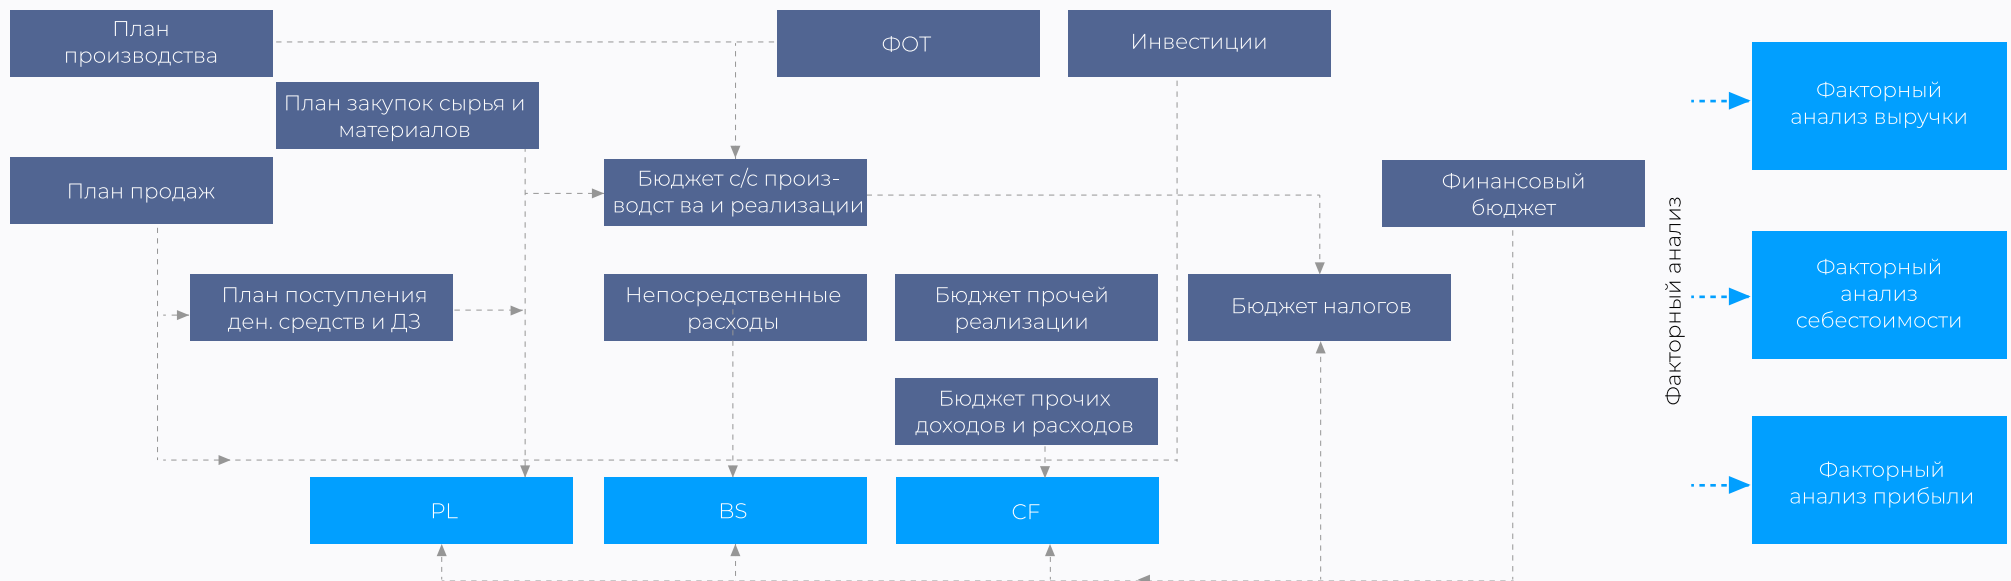 План
производства
ФОТ
Инвестиции
План закупок сырья и
материалов
План продаж
Бюджет с/с произ-
водст ва и реализации
Финансовый
бюджет
План поступления
ден. средств и ДЗ
Непосредственные
расходы
Бюджет прочей
реализации
Бюджет налогов
Бюджет прочих
доходов и расходов
PL
BS
CF
Факторный анализ
Факторный
анализ выручки
Факторный
анализ
себестоимости
Факторный
анализ прибыли